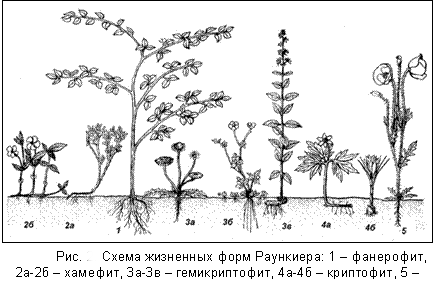 2б 2а 1 3а 3б 3в 4а 4б 5
Рис. Схема жизненных форм Раункиера: 1 – фанерофит,
2а-2б – хамефит, 3а-3в – гемикриптофит, 4а-4б – криптофит, 5 –